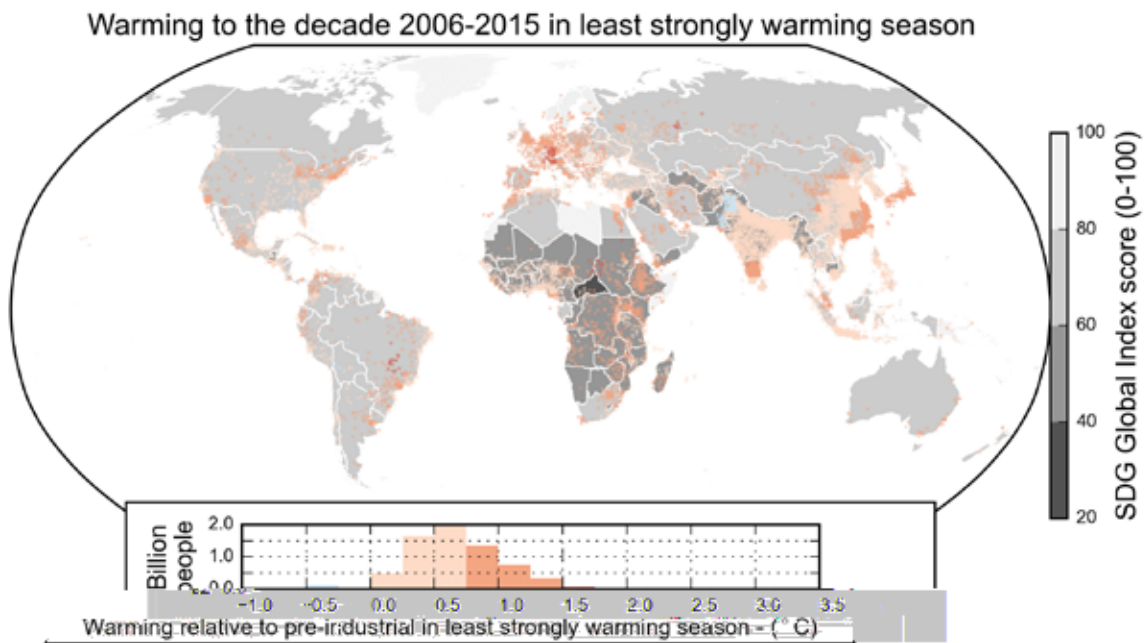 Warming to the decade 2006-2015 in least strongly warming season
100
80
60
40
20
SDG Global Index score (0-100)
Billion
people
2.0
1.0
0.0
-1.0 -0.5 0.0 0.5 1.0 1.5 2.0 2.5 3.0 3.5
Warming relative to pre-industrial in least strongly warming season - (°C)